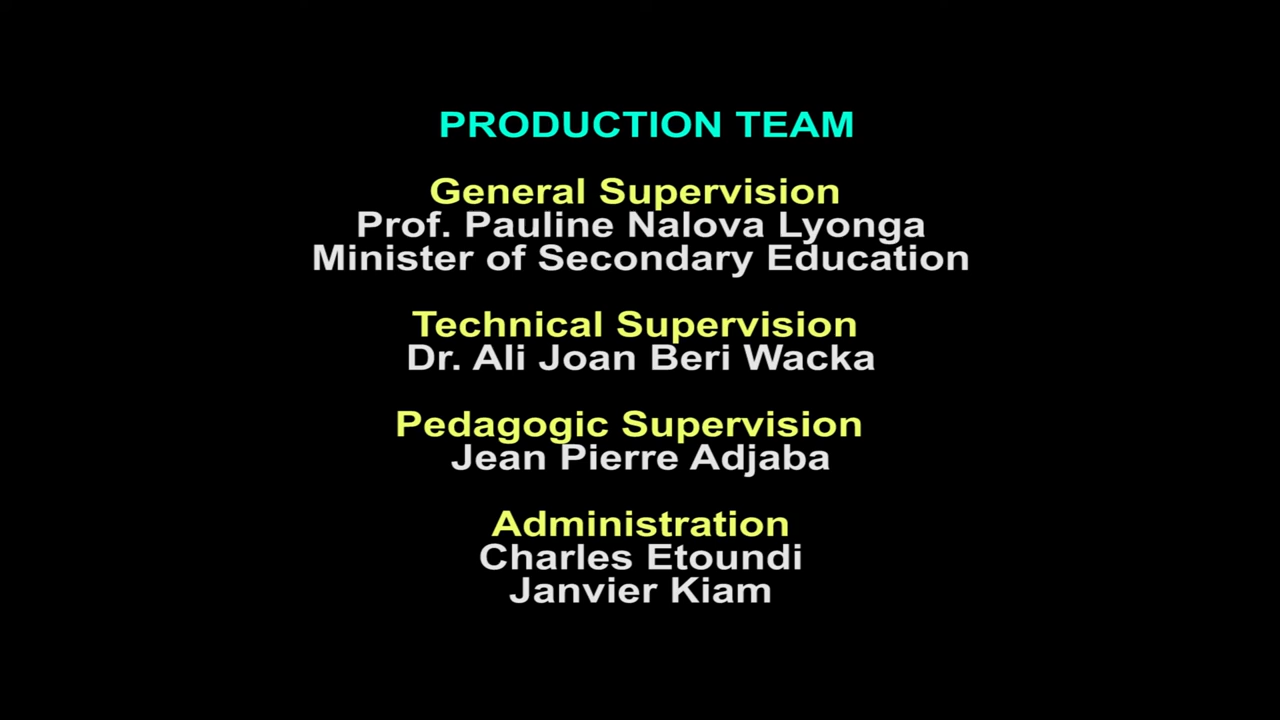 PRODUCTION TEAM
General Supervision
Prof. Pauline Nalova Lyonga
Minister of Secondary Education
Technical Supervision
Dr. Ali Joan Beri Wacka
Pedagogic Supervision
Jean Pierre Adjaba
Administration
Charles Etoundi
Janvier Kiam